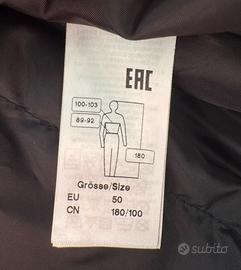 EAC
100-103
89-92
180
Grösse/Size
EU 50
CN 180/100
subito